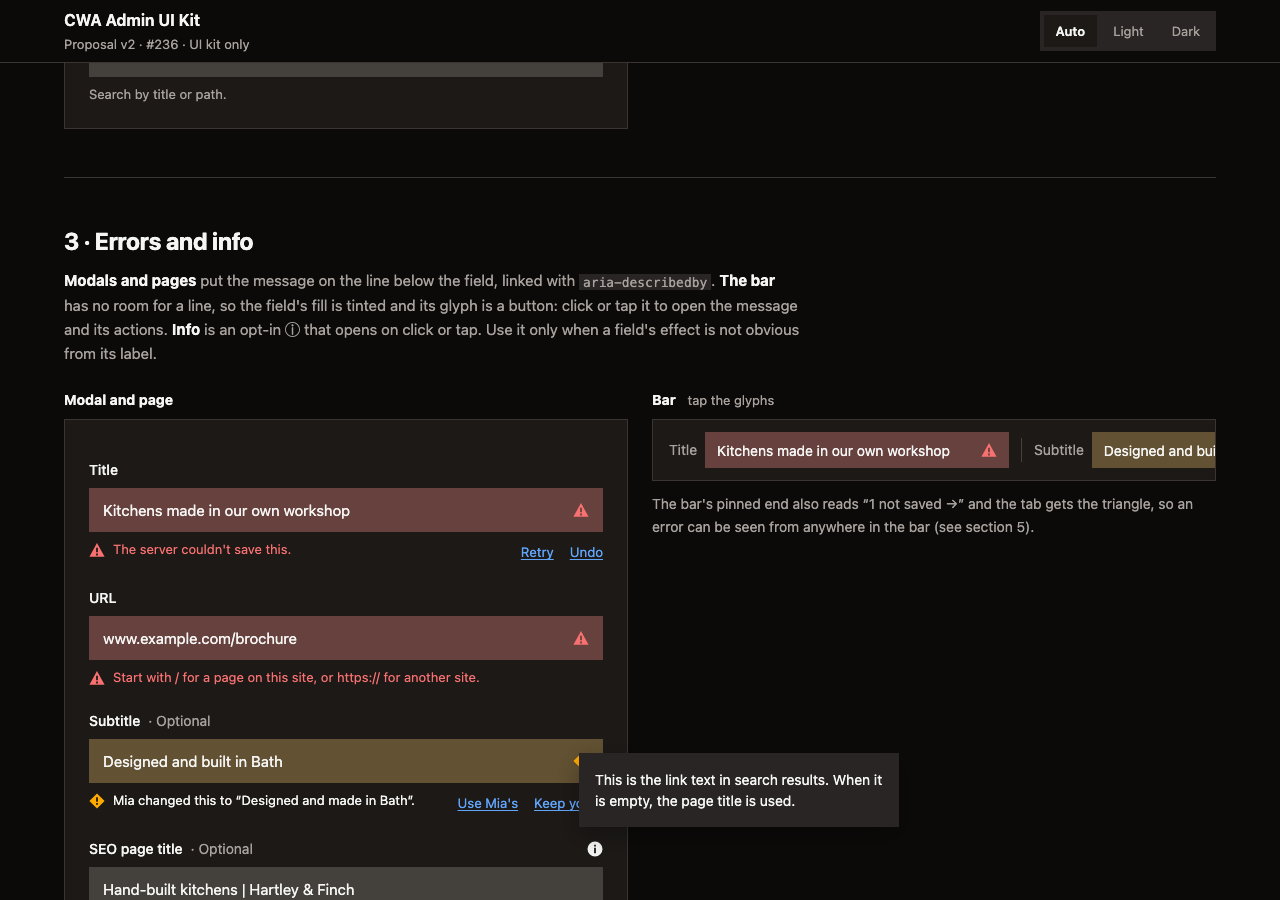 CWA Admin UI Kit
Proposal v2 · #236 · UI kit only
Auto
Light
Dark
Search by title or path.
3 · Errors and info
Modals and pages put the message on the line below the field, linked with aria-describedby. The bar
has no room for a line, so the field's fill is tinted and its glyph is a button: click or tap it to open the message
and its actions. Info is an opt-in ⓘ that opens on click or tap. Use it only when a field's effect is not obvious
from its label.
Modal and page
Title
Kitchens made in our own workshop
The server couldn't save this.
Retry
Undo
URL
www.example.com/brochure
Start with / for a page on this site, or https:// for another site.
Subtitle · Optional
Designed and built in Bath
Mia changed this to “Designed and made in Bath”.
Use Mia's
Keep
This is the link text in search results. When it
is empty, the page title is used.
SEO page title · Optional
Hand-built kitchens | Hartley & Finch
Bar tap the glyphs
Title
Kitchens made in our own workshop
Subtitle
Designed and
The bar's pinned end also reads “1 not saved →” and the tab gets the triangle, so an
error can be seen from anywhere in the bar (see section 5).